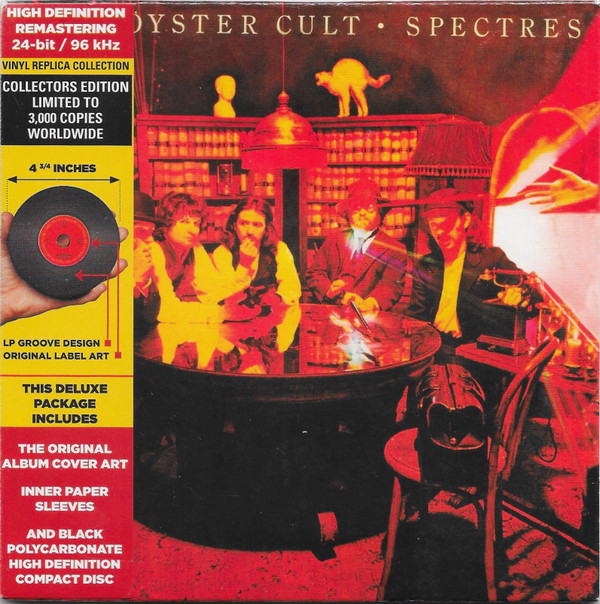 HIGH DEFINITION
REMASTERING
24-bit / 96 kHz
VINYL REPLICA COLLECTION
COLLECTORS EDITION
LIMITED TO
3,000 COPIES
WORLDWIDE
4 3/4 INCHES
LP GROOVE DESIGN
ORIGINAL LABEL ART
THIS DELUXE
PACKAGE
INCLUDES
THE ORIGINAL
ALBUM COVER ART
INNER PAPER
SLEEVES
AND BLACK
POLYCARBONATE
HIGH DEFINITION
COMPACT DISC
OYSTER CULT · SPECTRES